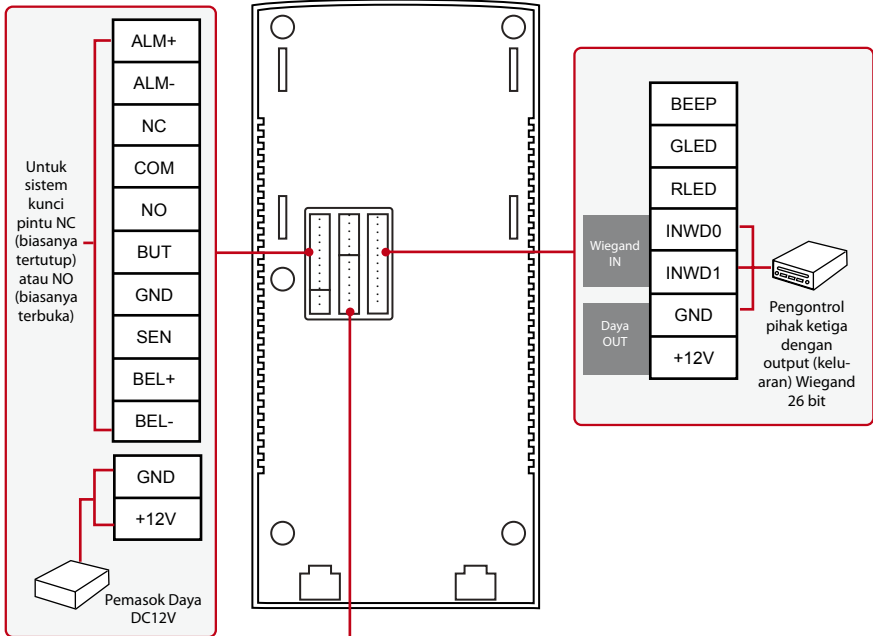 ALM+
ALM-
NC
COM
NO
BUT
GND
SEN
BEL+
BEL-
Untuk
sistem
kunci
pintu NC
(biasanya
tertutup)
atau NO
(biasanya
terbuka)
GND
+12V
Pemasok Daya
DC12V
BEEP
GLED
RLED
INWD0
INWD1
GND
+12V
Wiegand
IN
Daya
OUT
Pengontrol
pihak ketiga
dengan
output (kelu-
aran) Wiegand
26 bit